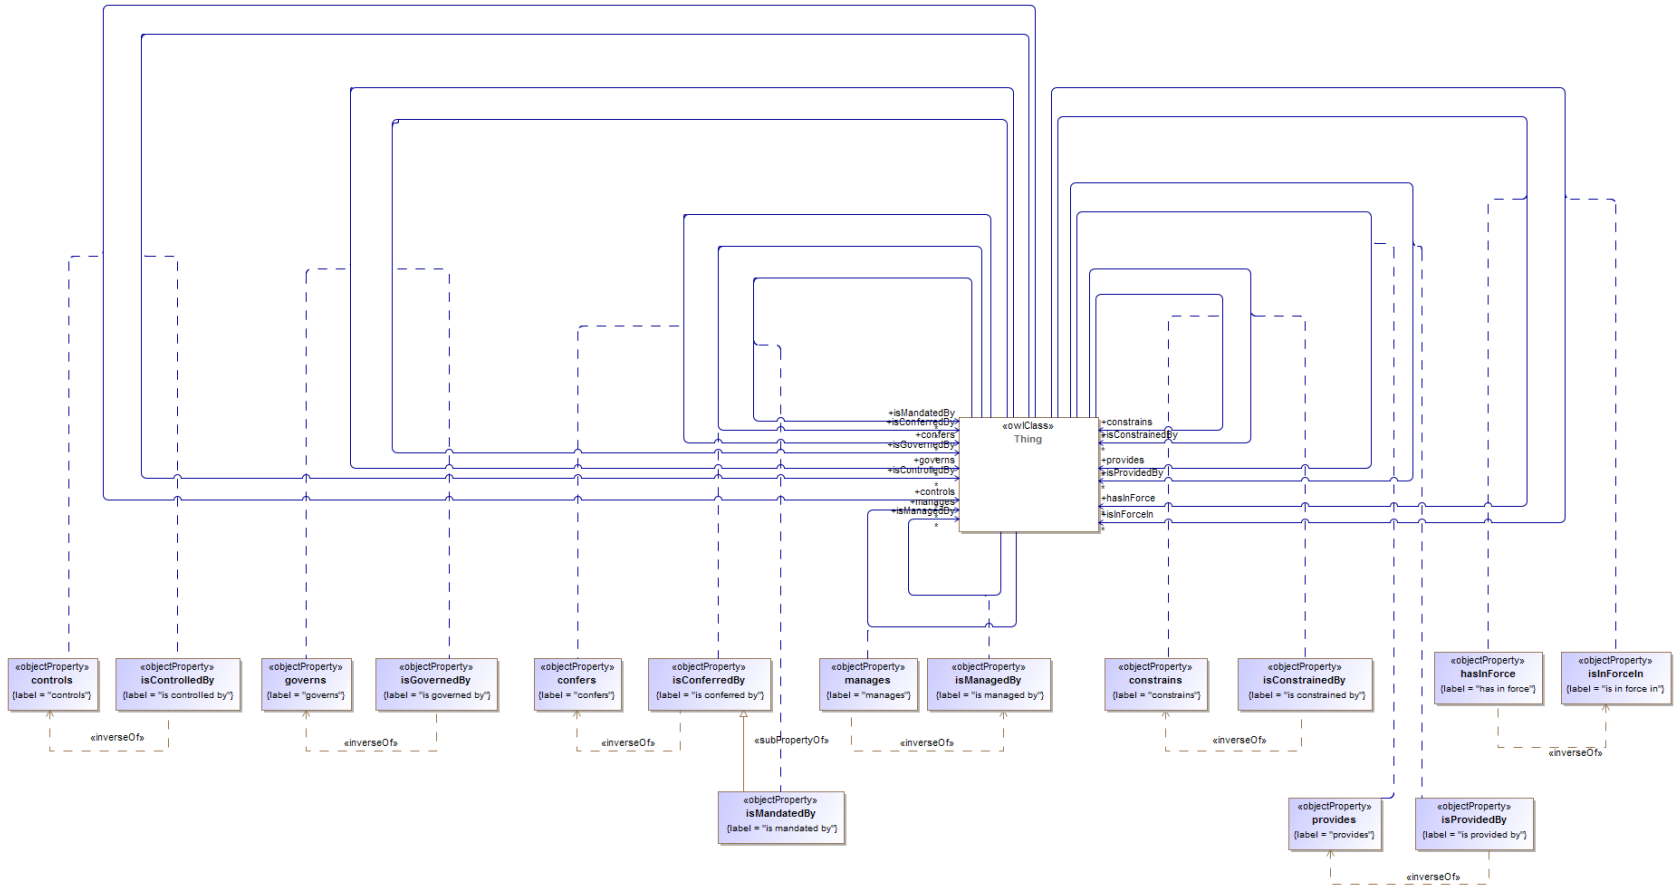 +isMandatedBy
+isConferredBy
*
+confers
*
+isGovernedBy
*
+governs
*
+isControlledBy
*
+controls
*
+manages
*
+isManagedBy
*
*
«owlClass»
Thing
+constrains
*
+isConstrainedBy
*
+provides
*
+isProvidedBy
*
+hasInForce
*
+isInForceIn
*
«objectProperty»
controls
{label = "controls"}
«objectProperty»
isControlledBy
{label = "is controlled by"}
«inverseOf»
«objectProperty»
governs
{label = "governs"}
«objectProperty»
isGovernedBy
{label = "is governed by"}
«inverseOf»
«objectProperty»
confers
{label = "confers"}
«objectProperty»
isConferredBy
{label = "is conferred by"}
«inverseOf»
«subPropertyOf»
«objectProperty»
isMandatedBy
{label = "is mandated by"}
«objectProperty»
manages
{label = "manages"}
«objectProperty»
isManagedBy
{label = "is managed by"}
«inverseOf»
«objectProperty»
constrains
{label = "constrains"}
«objectProperty»
isConstrainedBy
{label = "is constrained by"}
«inverseOf»
«objectProperty»
hasInForce
{label = "has in force"}
«objectProperty»
isInForceIn
{label = "is in force in"}
«inverseOf»
«objectProperty»
provides
{label = "provides"}
«objectProperty»
isProvidedBy
{label = "is provided by"}
«inverseOf»